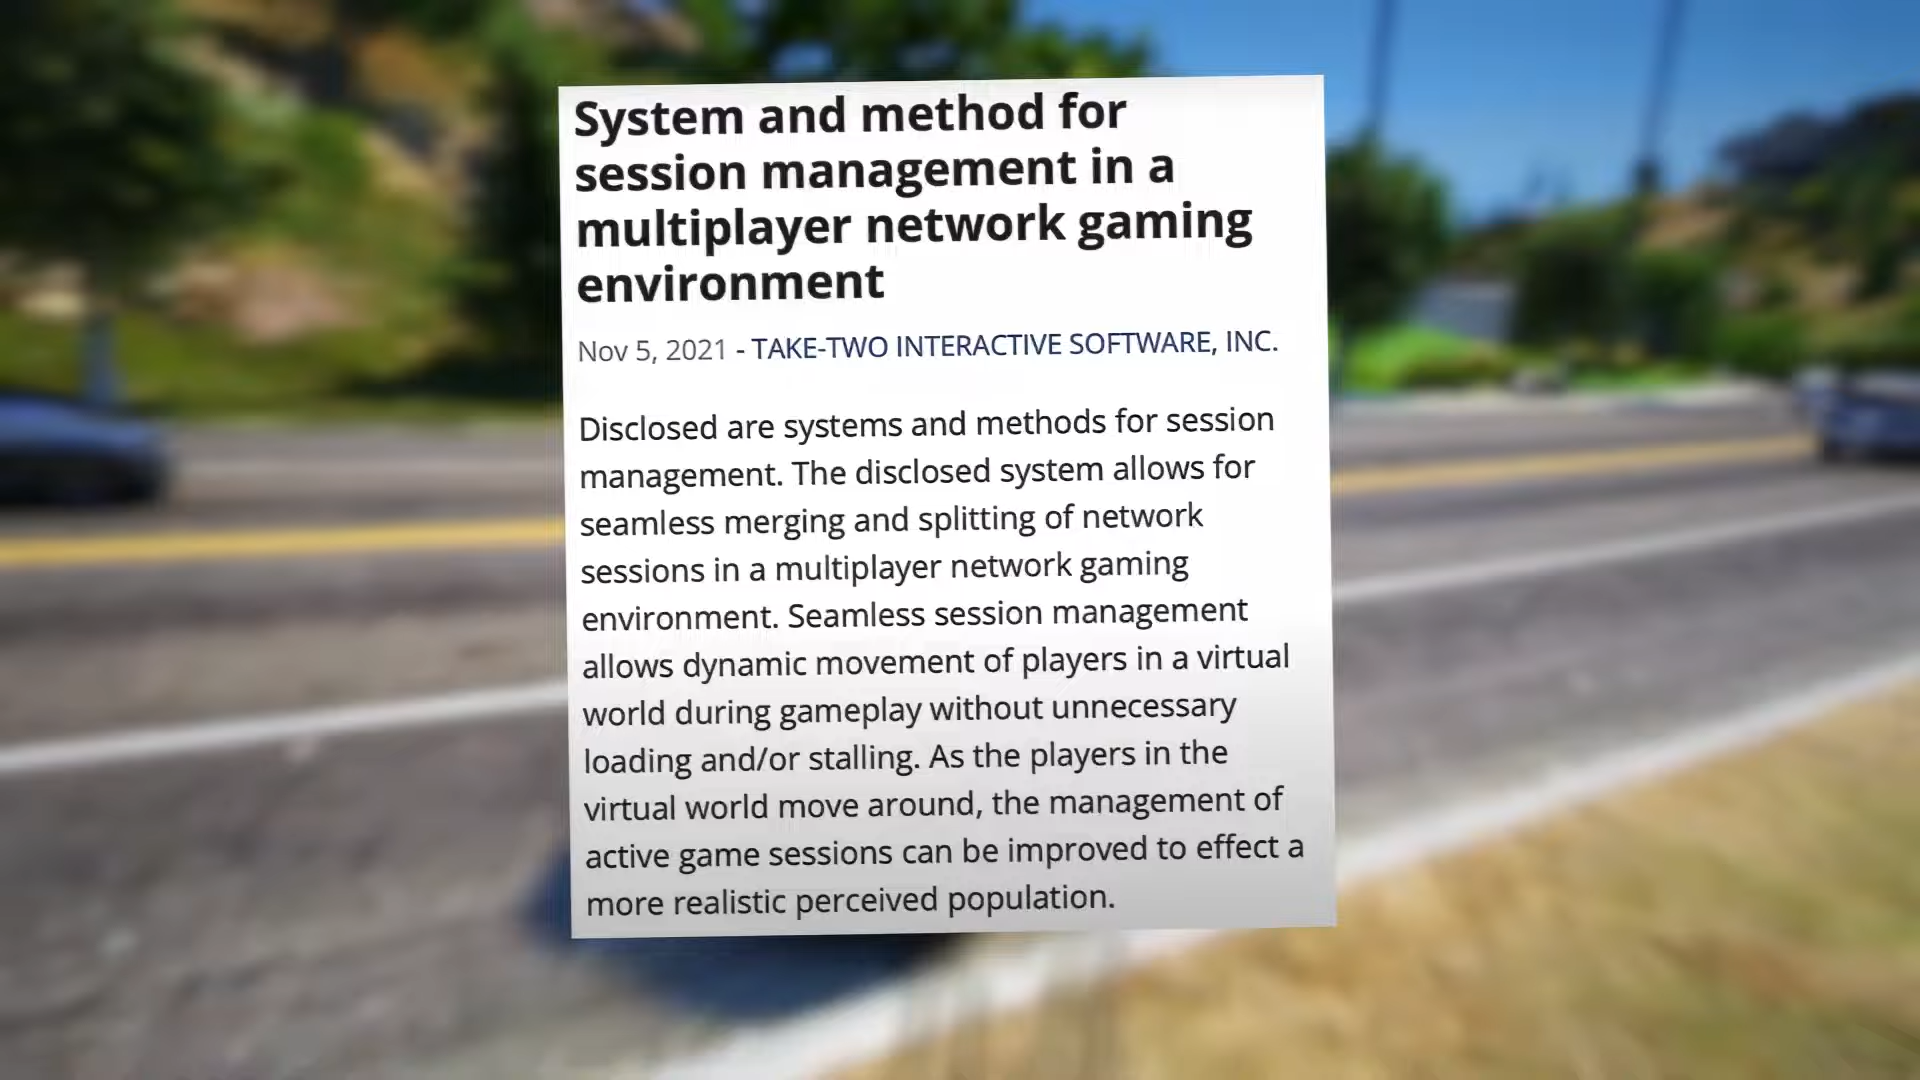 System and method for
session management in a
multiplayer network gaming
environment
Nov 5, 2021 - TAKE-TWO INTERACTIVE SOFTWARE, INC.
Disclosed are systems and methods for session
management. The disclosed system allows for
seamless merging and splitting of network
sessions in a multiplayer network gaming
environment. Seamless session management
allows dynamic movement of players in a virtual
world during gameplay without unnecessary
loading and/or stalling. As the players in the
virtual world move around, the management of
active game sessions can be improved to effect a
more realistic perceived population.